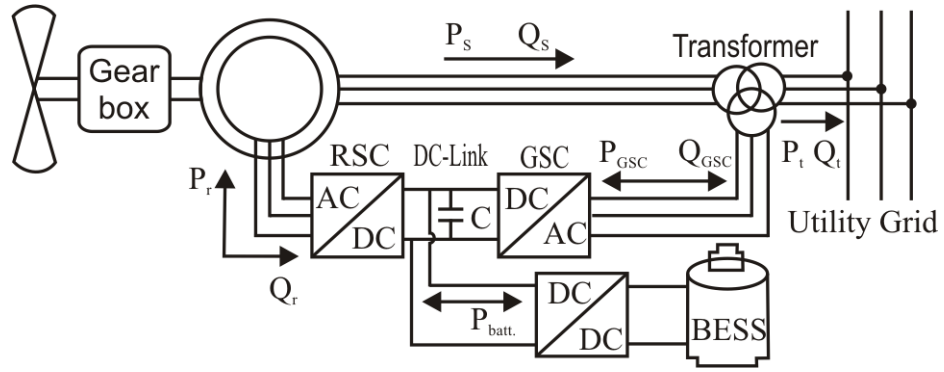 P_S Q_S
Transformer
Gear
box
RSC DC-Link GSC
P_GSC Q_GSC
P_t Q_t
P_r
AC
DC
C
DC
AC
Utility Grid
Q_r
P_batt.
DC
DC
BESS